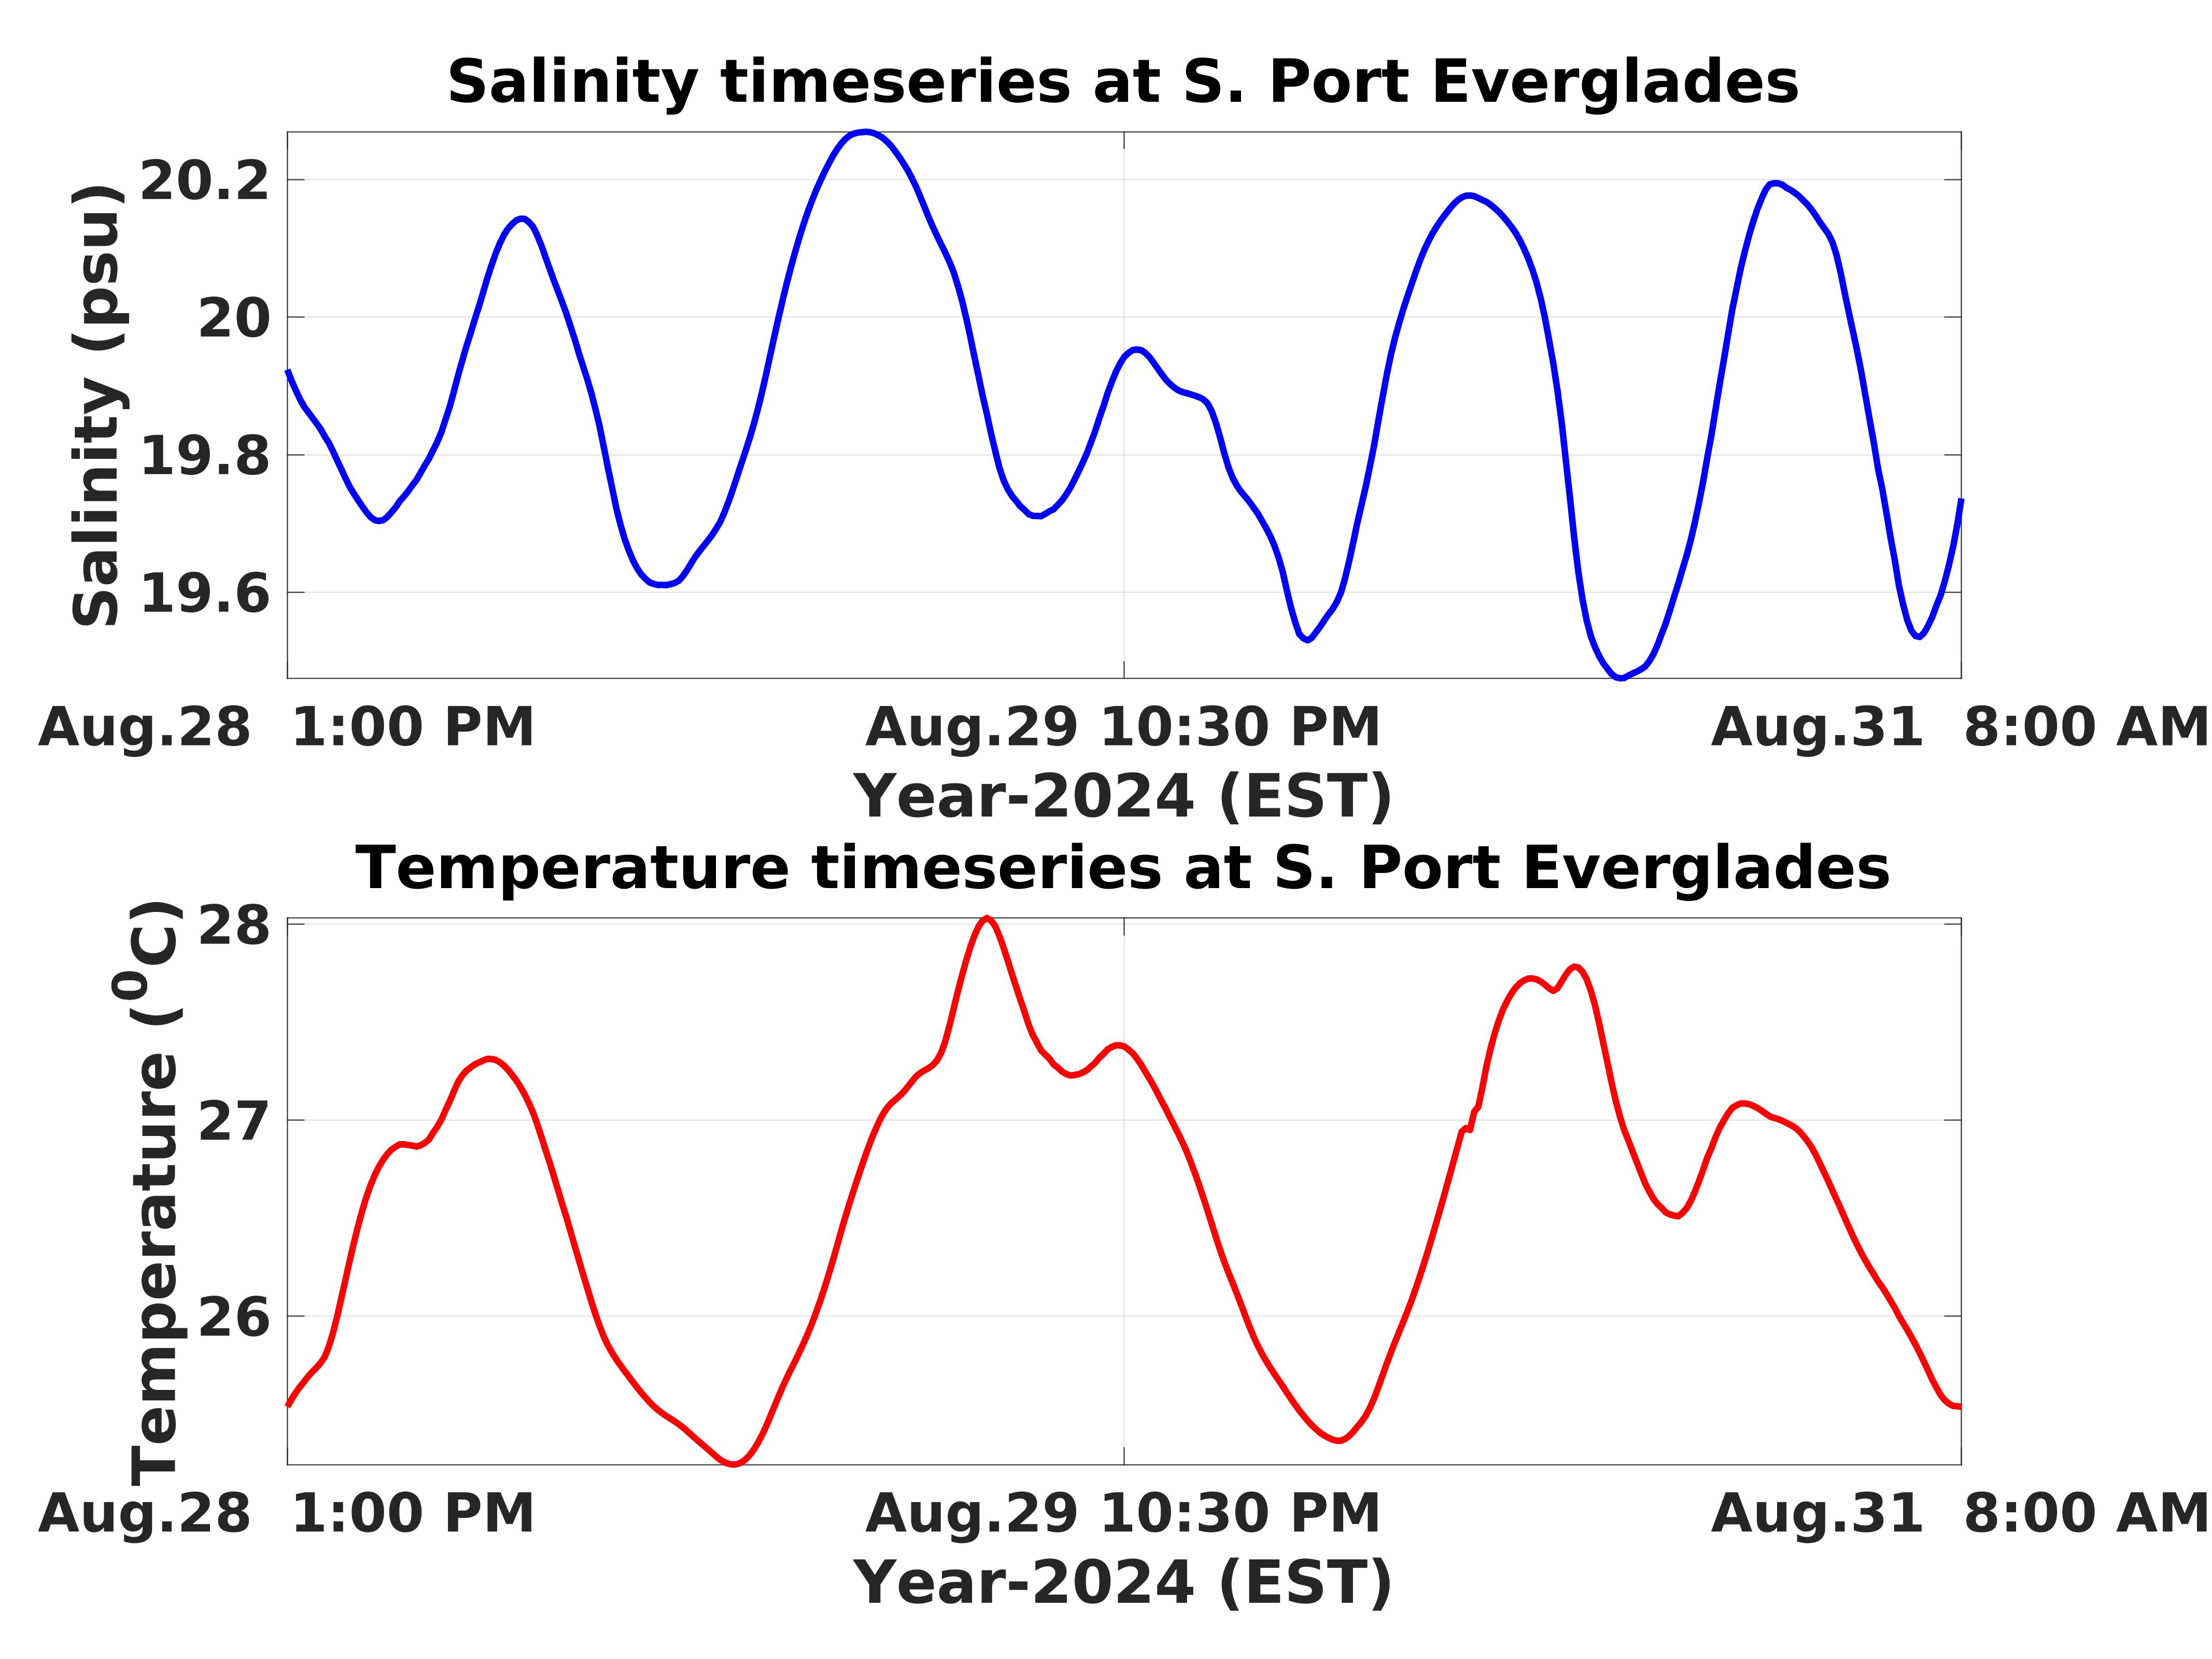 Salinity timeseries at S. Port Everglades
Salinity (psu)
20.2
20
19.8
19.6
Aug.28 1:00 PM
Aug.29 10:30 PM
Aug.31 8:00 AM
Year-2024 (EST)
Temperature timeseries at S. Port Everglades
Temperature (⁰C)
28
27
26
Aug.28 1:00 PM
Aug.29 10:30 PM
Aug.31 8:00 AM
Year-2024 (EST)